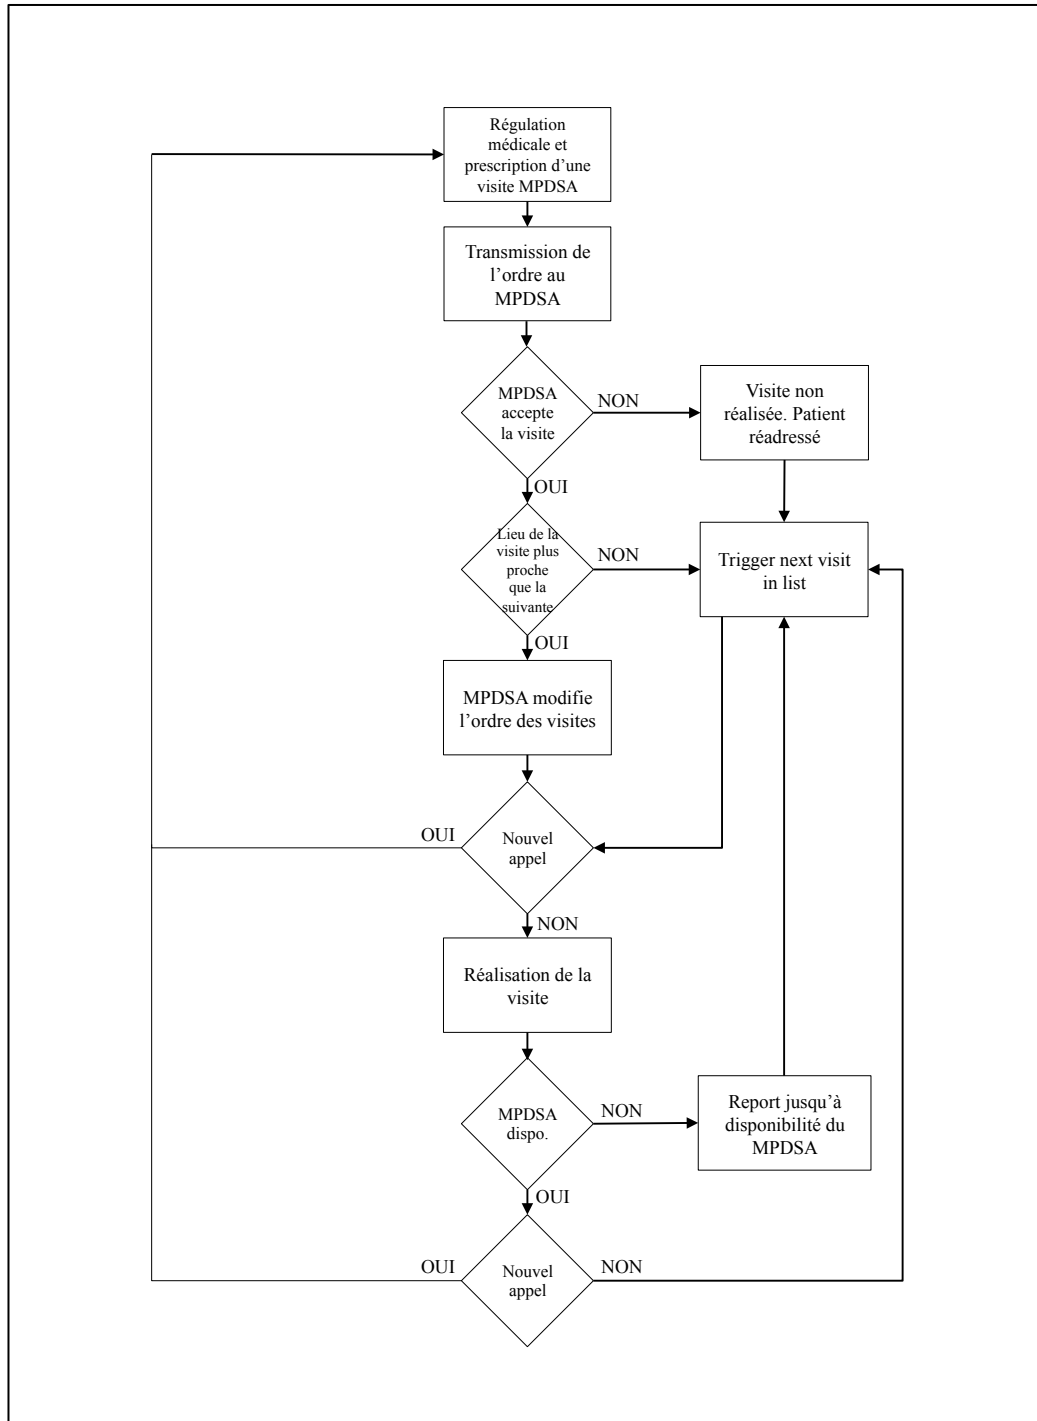 Régulation
médicale et
prescription d’une
visite MPDSA
Transmission de
l’ordre au
MPDSA
MPDSA
accepte
la visite
NON
Visite non
réalisée. Patient
réadressé
OUI
Lieu de la
visite plus
proche
que la
suivante
NON
Trigger next visit
in list
OUI
MPDSA modifie
l’ordre des visites
OUI
Nouvel
appel
NON
Réalisation de la
visite
MPDSA
dispo.
NON
Report jusqu’à
disponibilité du
MPDSA
OUI
OUI
Nouvel
appel
NON